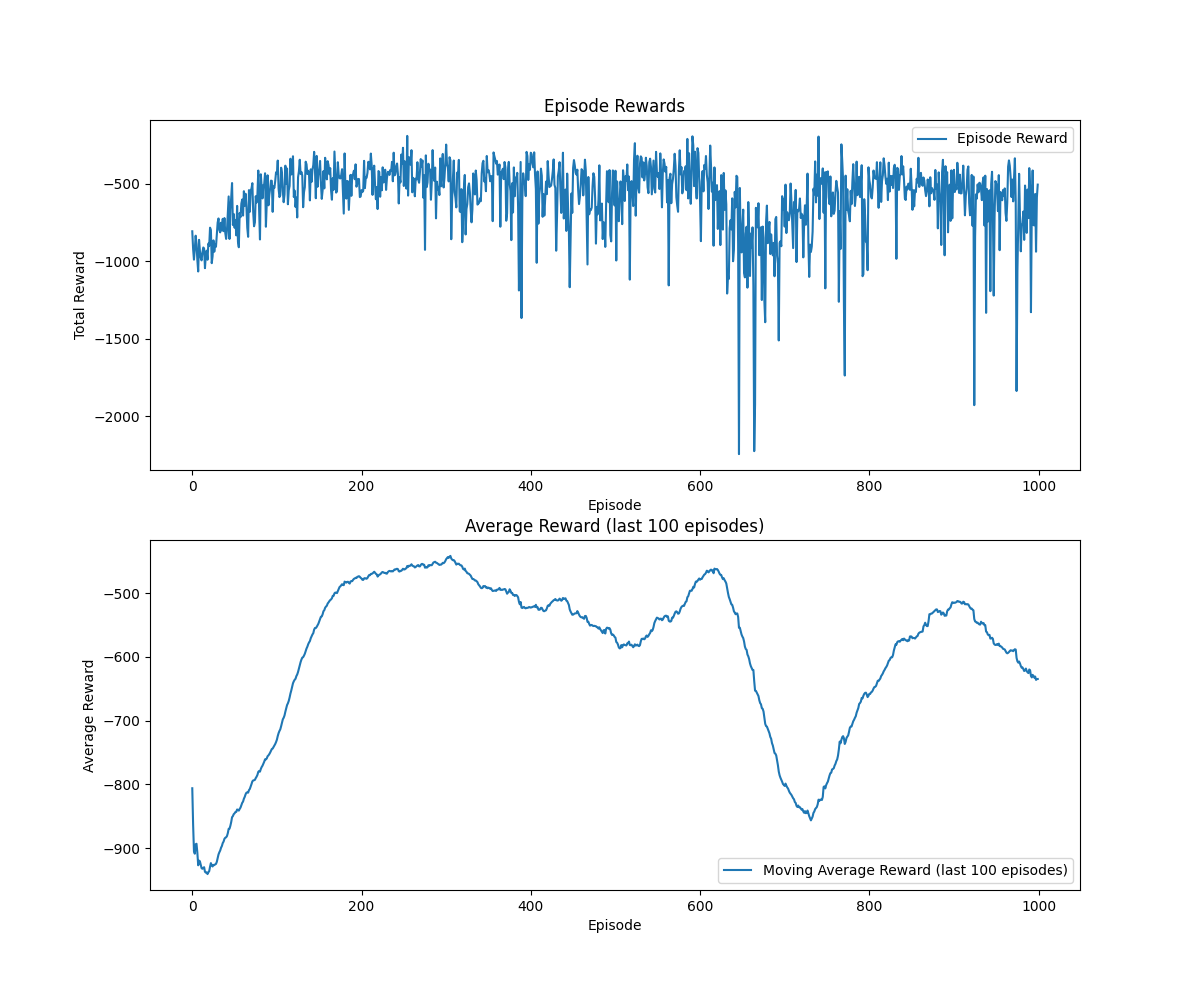 Episode Rewards
Episode Reward
−500
−1000
−1500
−2000
Total Reward
0 200 400 600 800 1000
Episode
Average Reward (last 100 episodes)
−500
−600
−700
−800
−900
Average Reward
Moving Average Reward (last 100 episodes)
0 200 400 600 800 1000
Episode